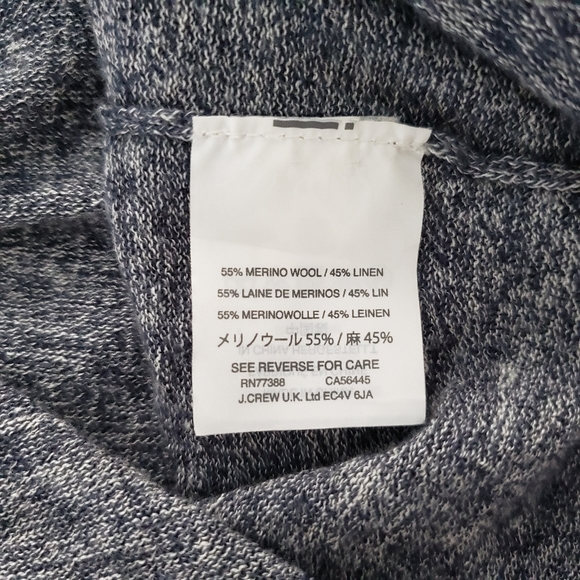 55% MERINO WOOL / 45% LINEN
55% LAINE DE MERINOS / 45% LIN
55% MERINOWOLLE / 45% LEINEN
メリノウール 55% / 麻 45%
SEE REVERSE FOR CARE
RN77388 CA56445
J.CREW U.K. Ltd EC4V 6JA